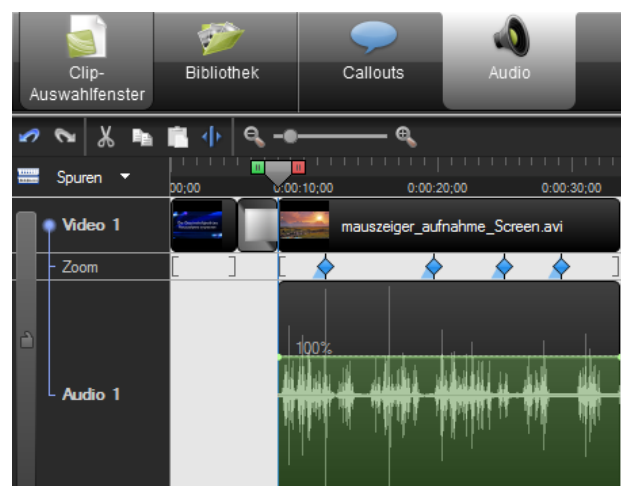 Clip-
Auswahlfenster
Bibliothek
Callouts
Audio
Spuren
00;00
0:00:10;00
0:00:20;00
0:00:30;00
Video 1
mauszeiger_aufnahme_Screen.avi
Zoom
100%
Audio 1